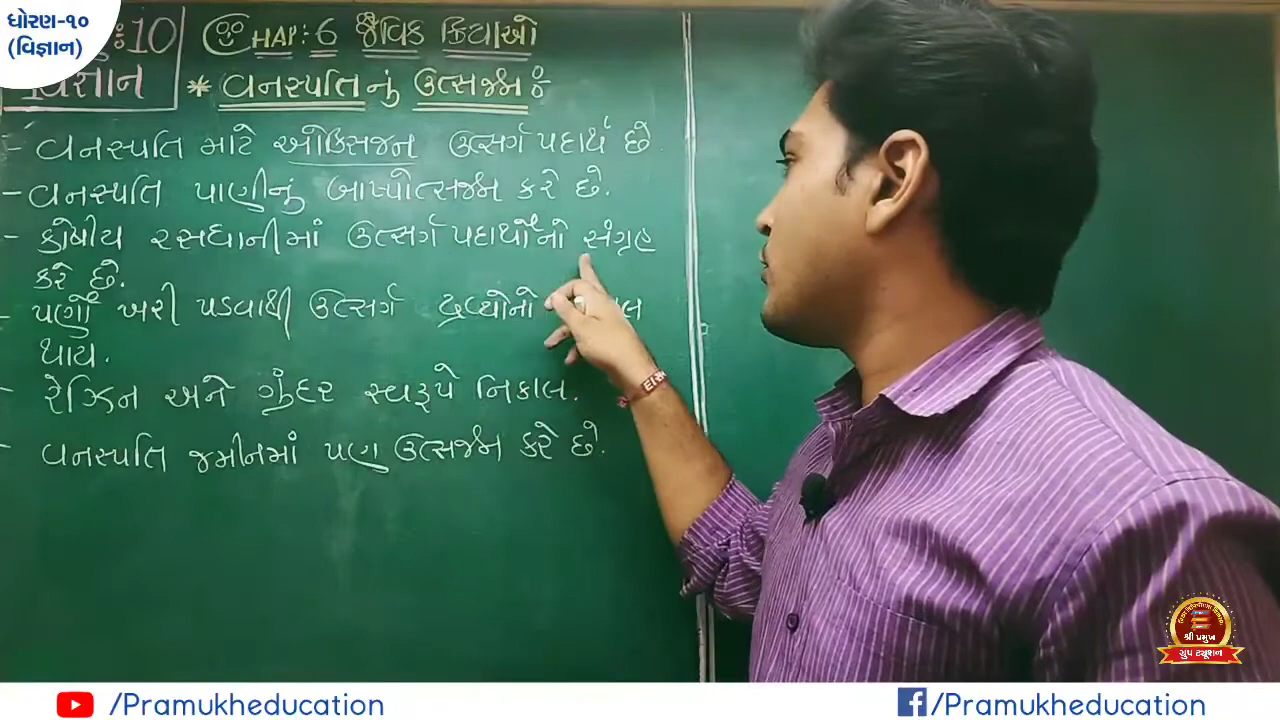 ધોરણ-૧૦
(વિજ્ઞાન)
: 10
વિજ્ઞાન
CHAP: 6 જૈવિક ક્રિયાઓ
* વનસ્પતિનું ઉત્સર્જન :
- વનસ્પતિ માટે ઓક્સિજન ઉત્સર્ગ પદાર્થ છે.
- વનસ્પતિ પાણીનું બાષ્પોત્સર્જન કરે છે.
- કોષીય રસધાનીમાં ઉત્સર્ગ પદાર્થોનો સંગ્રહ
કરે છે.
- પર્ણો ખરી પડવાથી ઉત્સર્ગ દ્રવ્યોનો
થાય.
- રેઝિન અને ગુંદર સ્વરૂપે નિકાલ.
- વનસ્પતિ જમીનમાં પણ ઉત્સર્જન કરે છે.
શ્રી પ્રમુખ
ગ્રુપ ટ્યુશન
/Pramukheducation
/Pramukheducation